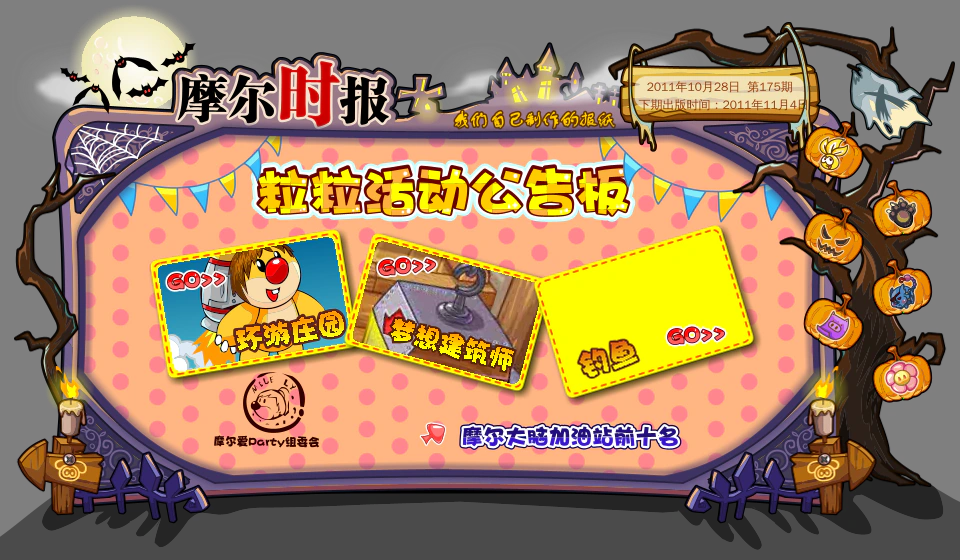 摩尔时报
我们自己制作的报纸
2011年10月28日 第175期
下期出版时间：2011年11月4日
粒粒活动公告板
GO>>
环游庄园
GO>>
梦想建筑师
GO>>
钓鱼
摩尔爱Party组委会
摩尔大陆加油站前十名